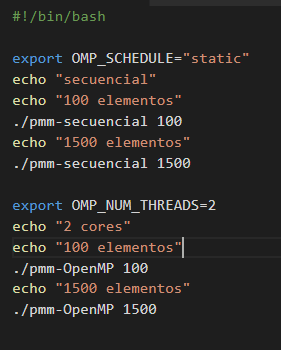 #!/bin/bash
export OMP_SCHEDULE="static"
echo "secuencial"
echo "100 elementos"
./pmm-secuencial 100
echo "1500 elementos"
./pmm-secuencial 1500
export OMP_NUM_THREADS=2
echo "2 cores"
echo "100 elementos"
./pmm-OpenMP 100
echo "1500 elementos"
./pmm-OpenMP 1500